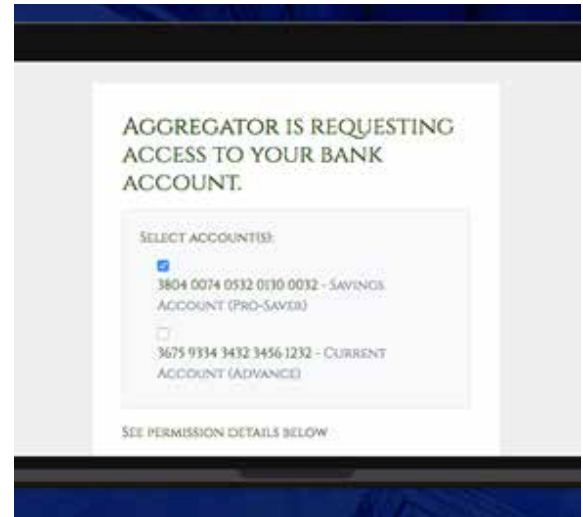 AGGREGATOR IS REQUESTING
ACCESS TO YOUR BANK
ACCOUNT.
SELECT ACCOUNT(S):
3804 0074 0532 0130 0032 - SAVINGS
ACCOUNT (PRO-SAVER)
3675 9334 3432 3456 1232 - CURRENT
ACCOUNT (ADVANCE)
SEE PERMISSION DETAILS BELOW